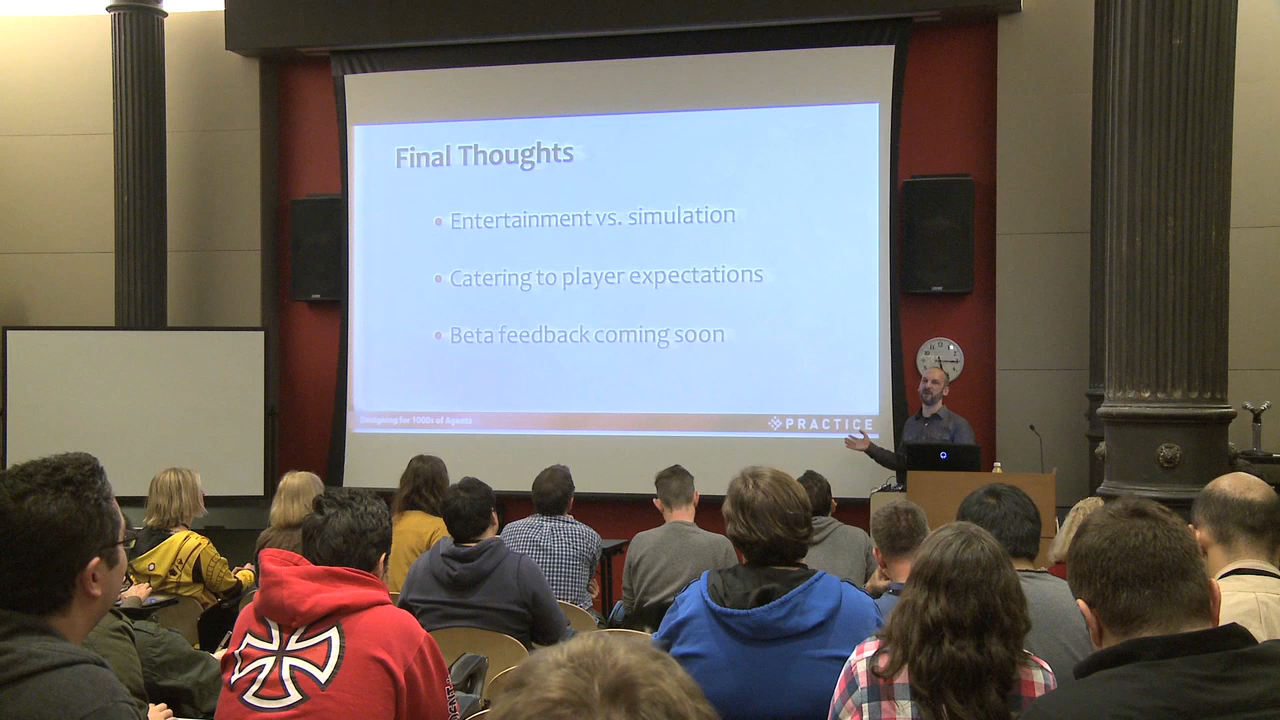 Final Thoughts
• Entertainment vs. simulation
• Catering to player expectations
• Beta feedback coming soon
Designing for 1000s of Agents
PRACTICE